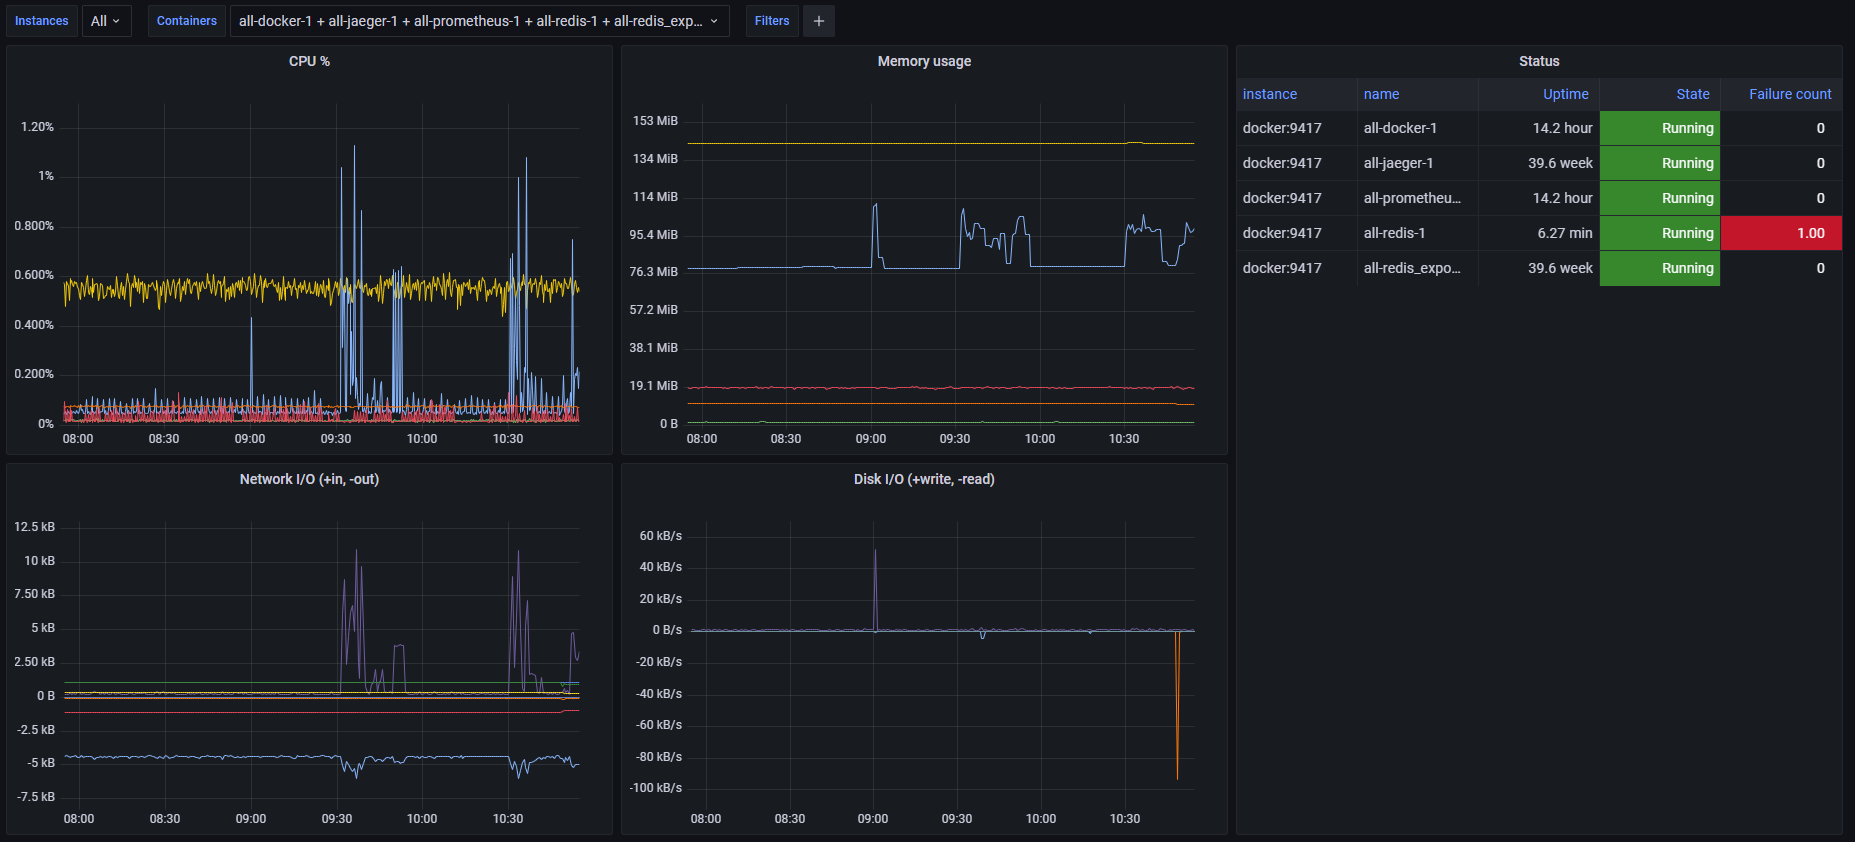 Instances All Containers all-docker-1 + all-jaeger-1 + all-prometheus-1 + all-redis-1 + all-redis_exp... Filters +
CPU %
1.20%
1%
0.800%
0.600%
0.400%
0.200%
0%
08:00 08:30 09:00 09:30 10:00 10:30
Memory usage
153 MiB
134 MiB
114 MiB
95.4 MiB
76.3 MiB
57.2 MiB
38.1 MiB
19.1 MiB
0 B
08:00 08:30 09:00 09:30 10:00 10:30
Status
instance name Uptime State Failure count
docker:9417 all-docker-1 14.2 hour Running 0
docker:9417 all-jaeger-1 39.6 week Running 0
docker:9417 all-prometheu... 14.2 hour Running 0
docker:9417 all-redis-1 6.27 min Running 1.00
docker:9417 all-redis_expo... 39.6 week Running 0
Network I/O (+in, -out)
12.5 kB
10 kB
7.50 kB
5 kB
2.50 kB
0 B
-2.5 kB
-5 kB
-7.5 kB
08:00 08:30 09:00 09:30 10:00 10:30
Disk I/O (+write, -read)
60 kB/s
40 kB/s
20 kB/s
0 B/s
-20 kB/s
-40 kB/s
-60 kB/s
-80 kB/s
-100 kB/s
08:00 08:30 09:00 09:30 10:00 10:30